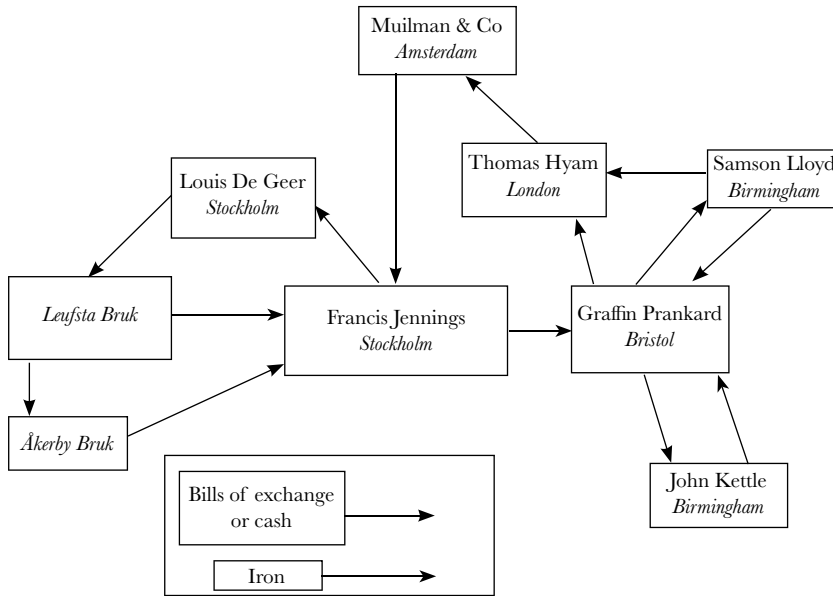 Muilman & Co
Amsterdam
Thomas Hyam
London
Samson Lloyd
Birmingham
Louis De Geer
Stockholm
Leufsta Bruk
Francis Jennings
Stockholm
Graffin Prankard
Bristol
Åkerby Bruk
John Kettle
Birmingham
Bills of exchange
or cash
Iron